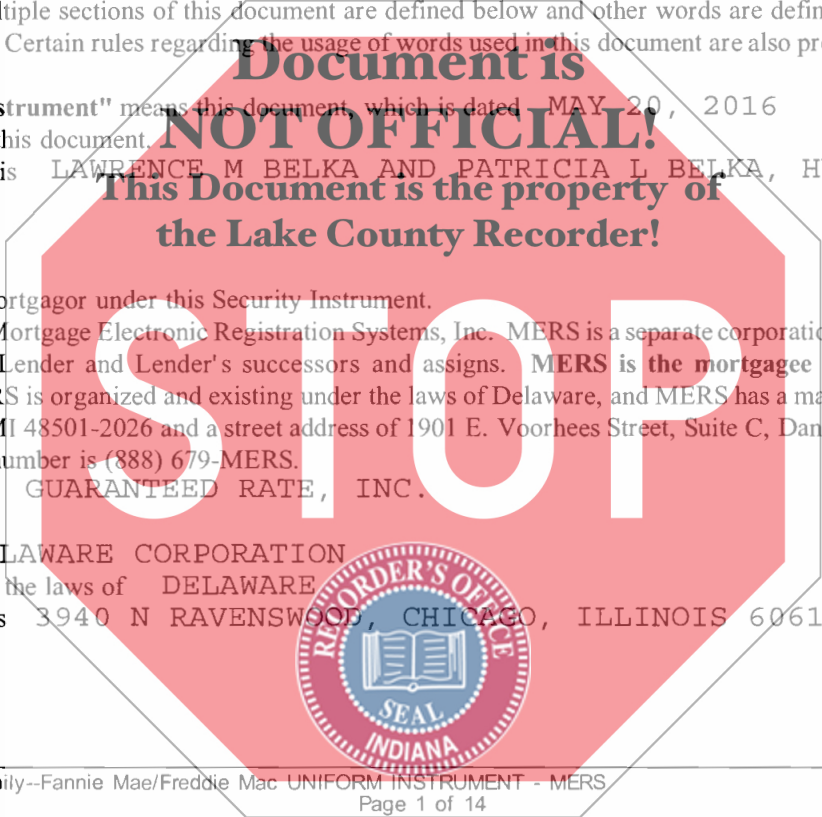 ltiple sections of this document are defined below and other words are defin
Certain rules regarding the usage of words used in this document are also pr
Document is
strument" means this document, which is dated MAY 20, 2016
his document.
NOT OFFICIAL!
is LAWRENCE M BELKA AND PATRICIA L BELKA, H
This Document is the property of
the Lake County Recorder!
ortgagor under this Security Instrument.
Mortgage Electronic Registration Systems, Inc. MERS is a separate corporatio
Lender and Lender's successors and assigns. MERS is the mortgagee
RS is organized and existing under the laws of Delaware, and MERS has a ma
MI 48501-2026 and a street address of 1901 E. Voorhees Street, Suite C, Dan
umber is (888) 679-MERS.
STOP
GUARANTEED RATE, INC.
LAWARE CORPORATION
the laws of DELAWARE
s 3940 N RAVENSWOOD, CHICAGO, ILLINOIS 6061
RECORDER'S OFFICE
SEAL
INDIANA
ily--Fannie Mae/Freddie Mac UNIFORM INSTRUMENT - MERS
Page 1 of 14